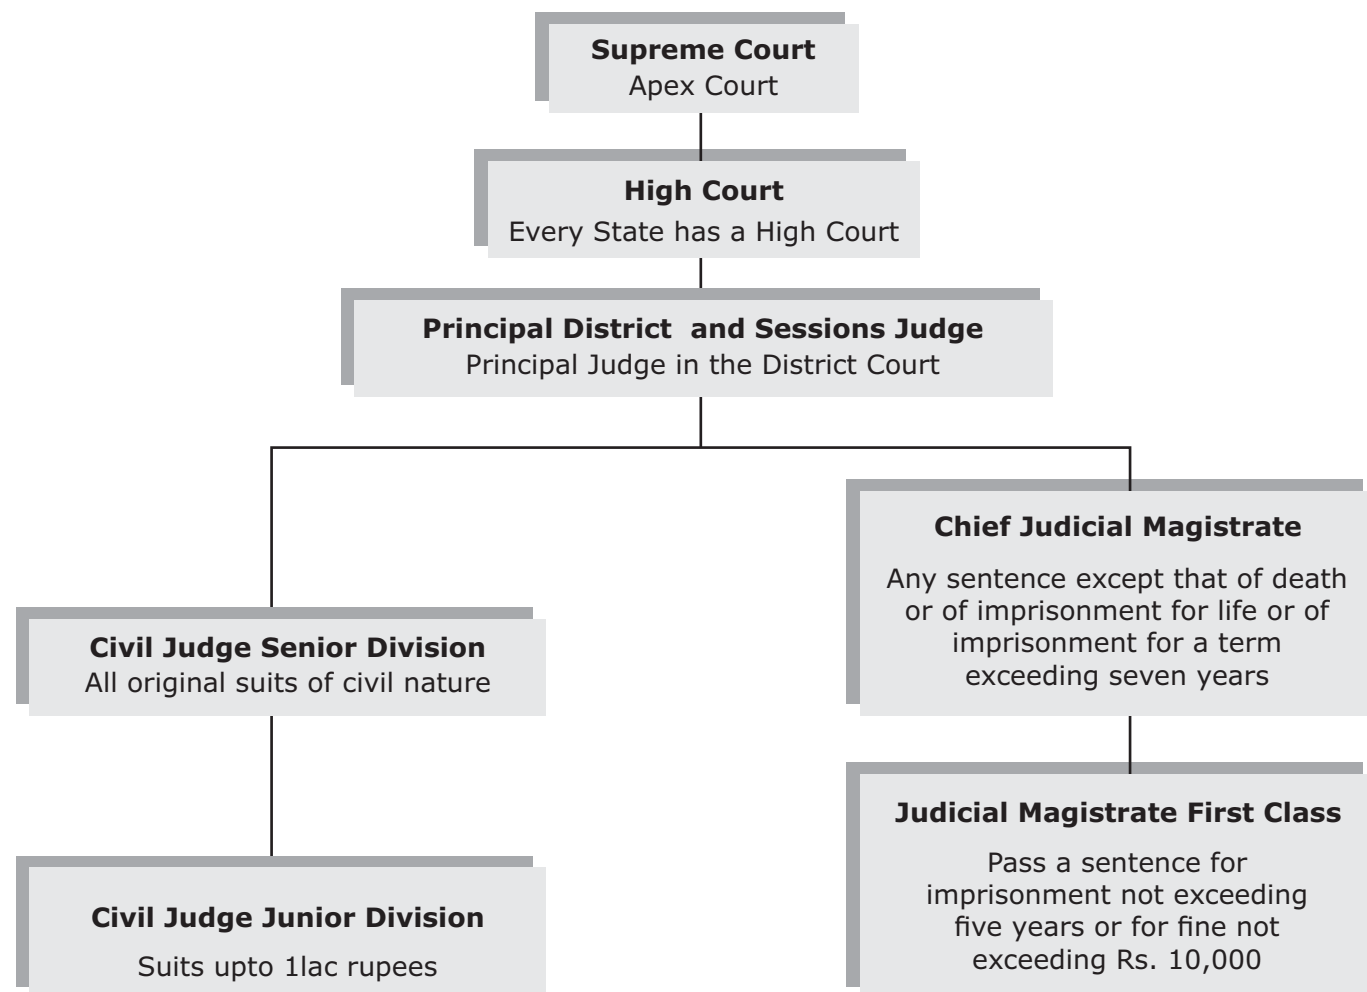 Supreme Court
Apex Court
High Court
Every State has a High Court
Principal District and Sessions Judge
Principal Judge in the District Court
Chief Judicial Magistrate
Any sentence except that of death
or of imprisonment for life or of
imprisonment for a term
exceeding seven years
Civil Judge Senior Division
All original suits of civil nature
Judicial Magistrate First Class
Pass a sentence for
imprisonment not exceeding
five years or for fine not
exceeding Rs. 10,000
Civil Judge Junior Division
Suits upto 1lac rupees